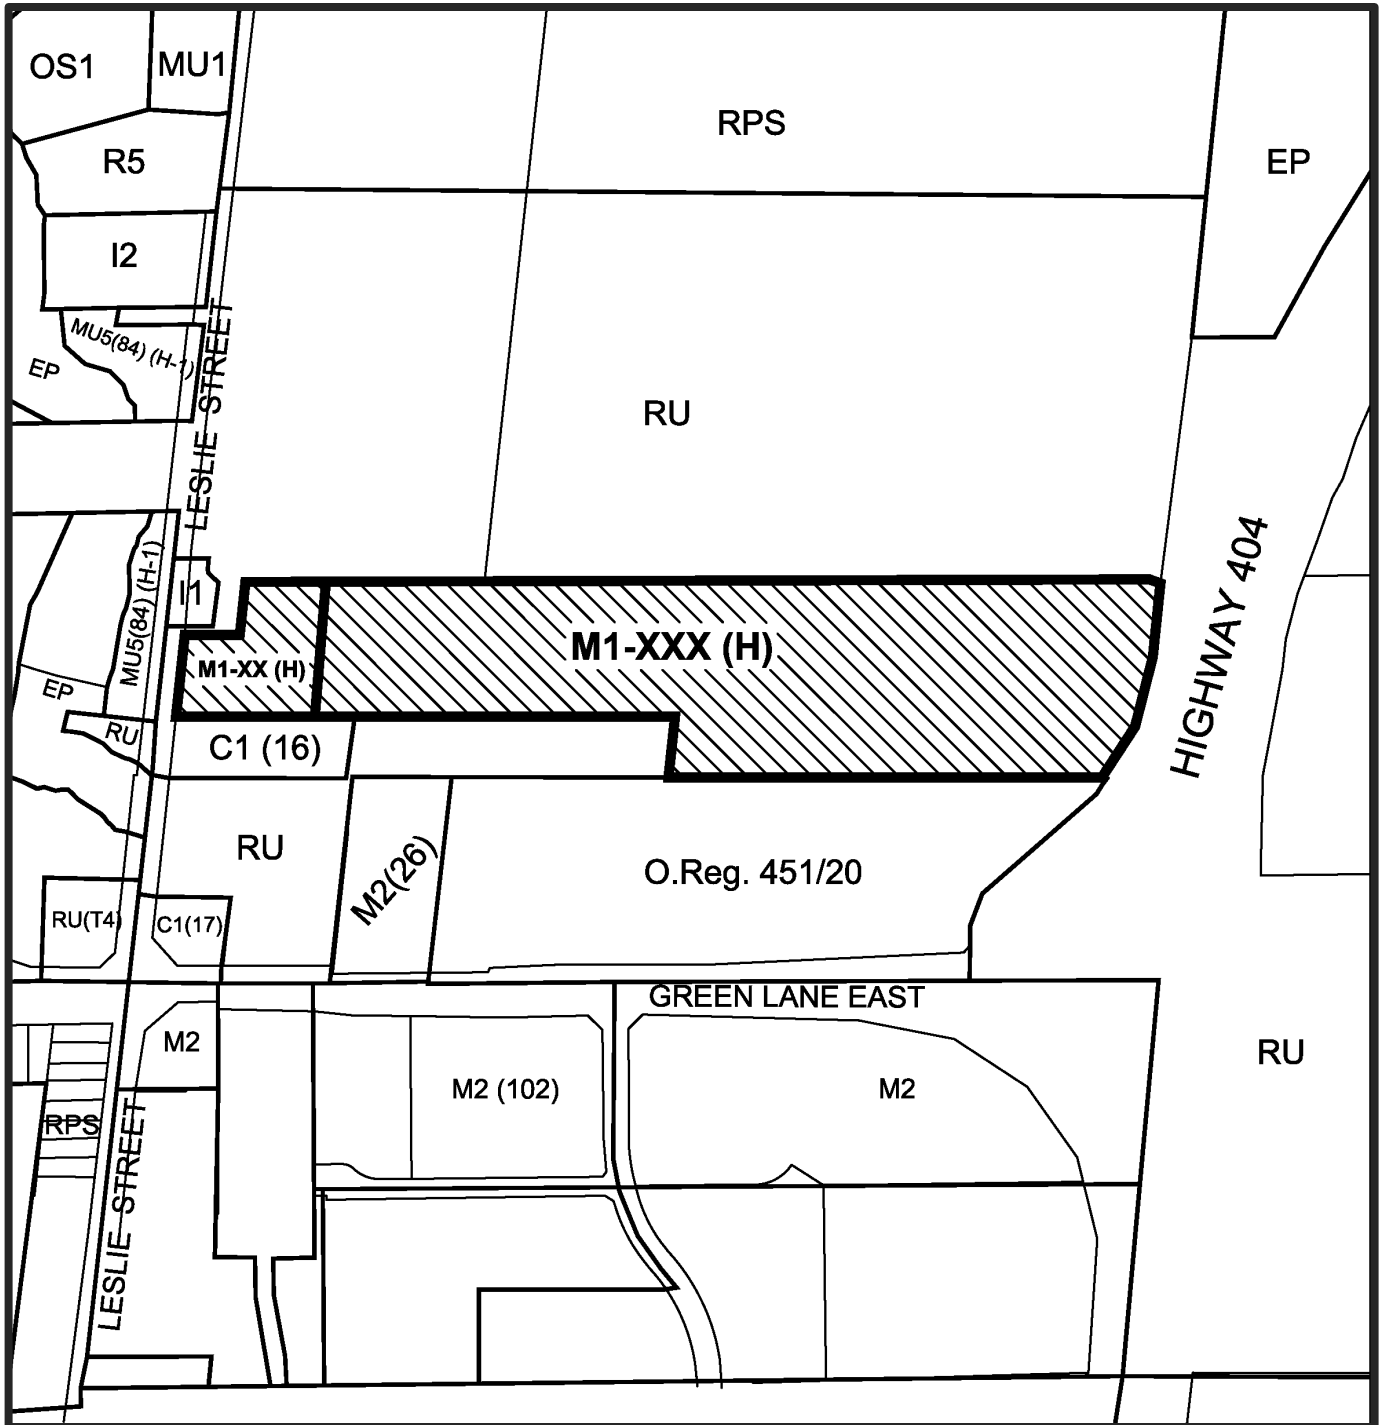 OS1
MU1
RPS
EP
R5
I2
MU5(84) (H-1)
EP
LESLIE STREET
RU
I1
MU5(84) (H-1)
M1-XXX (H)
M1-XX (H)
HIGHWAY 404
EP
RU
C1 (16)
RU
M2(26)
O.Reg. 451/20
RU(T4)
C1(17)
GREEN LANE EAST
M2
RU
M2 (102)
M2
RPS
LESLIE STREET